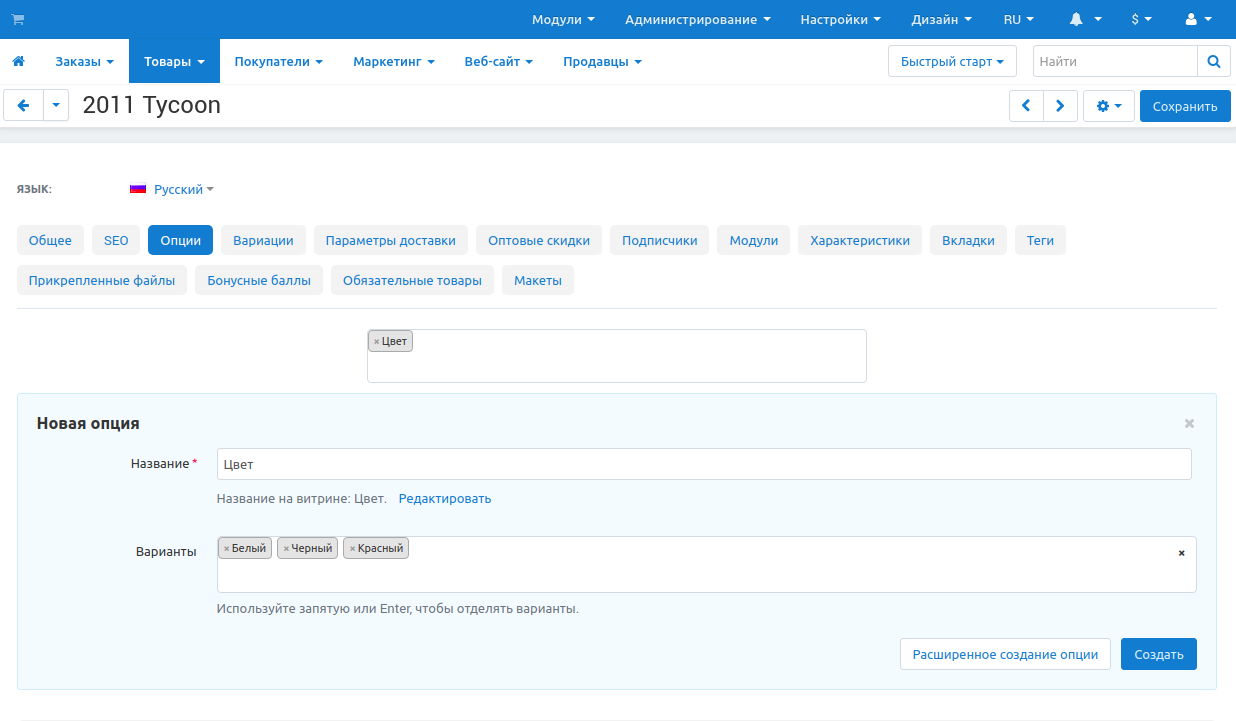 Модули Администрирование Настройки Дизайн RU $
Заказы Товары Покупатели Маркетинг Веб-сайт Продавцы Быстрый старт Найти
2011 Tycoon Сохранить
ЯЗЫК: Русский
Общее SEO Опции Вариации Параметры доставки Оптовые скидки Подписчики Модули Характеристики Вкладки Теги
Прикрепленные файлы Бонусные баллы Обязательные товары Макеты
× Цвет
Новая опция ×
Название * Цвет
Название на витрине: Цвет. Редактировать
Варианты × Белый × Черный × Красный ×
Используйте запятую или Enter, чтобы отделять варианты.
Расширенное создание опции Создать